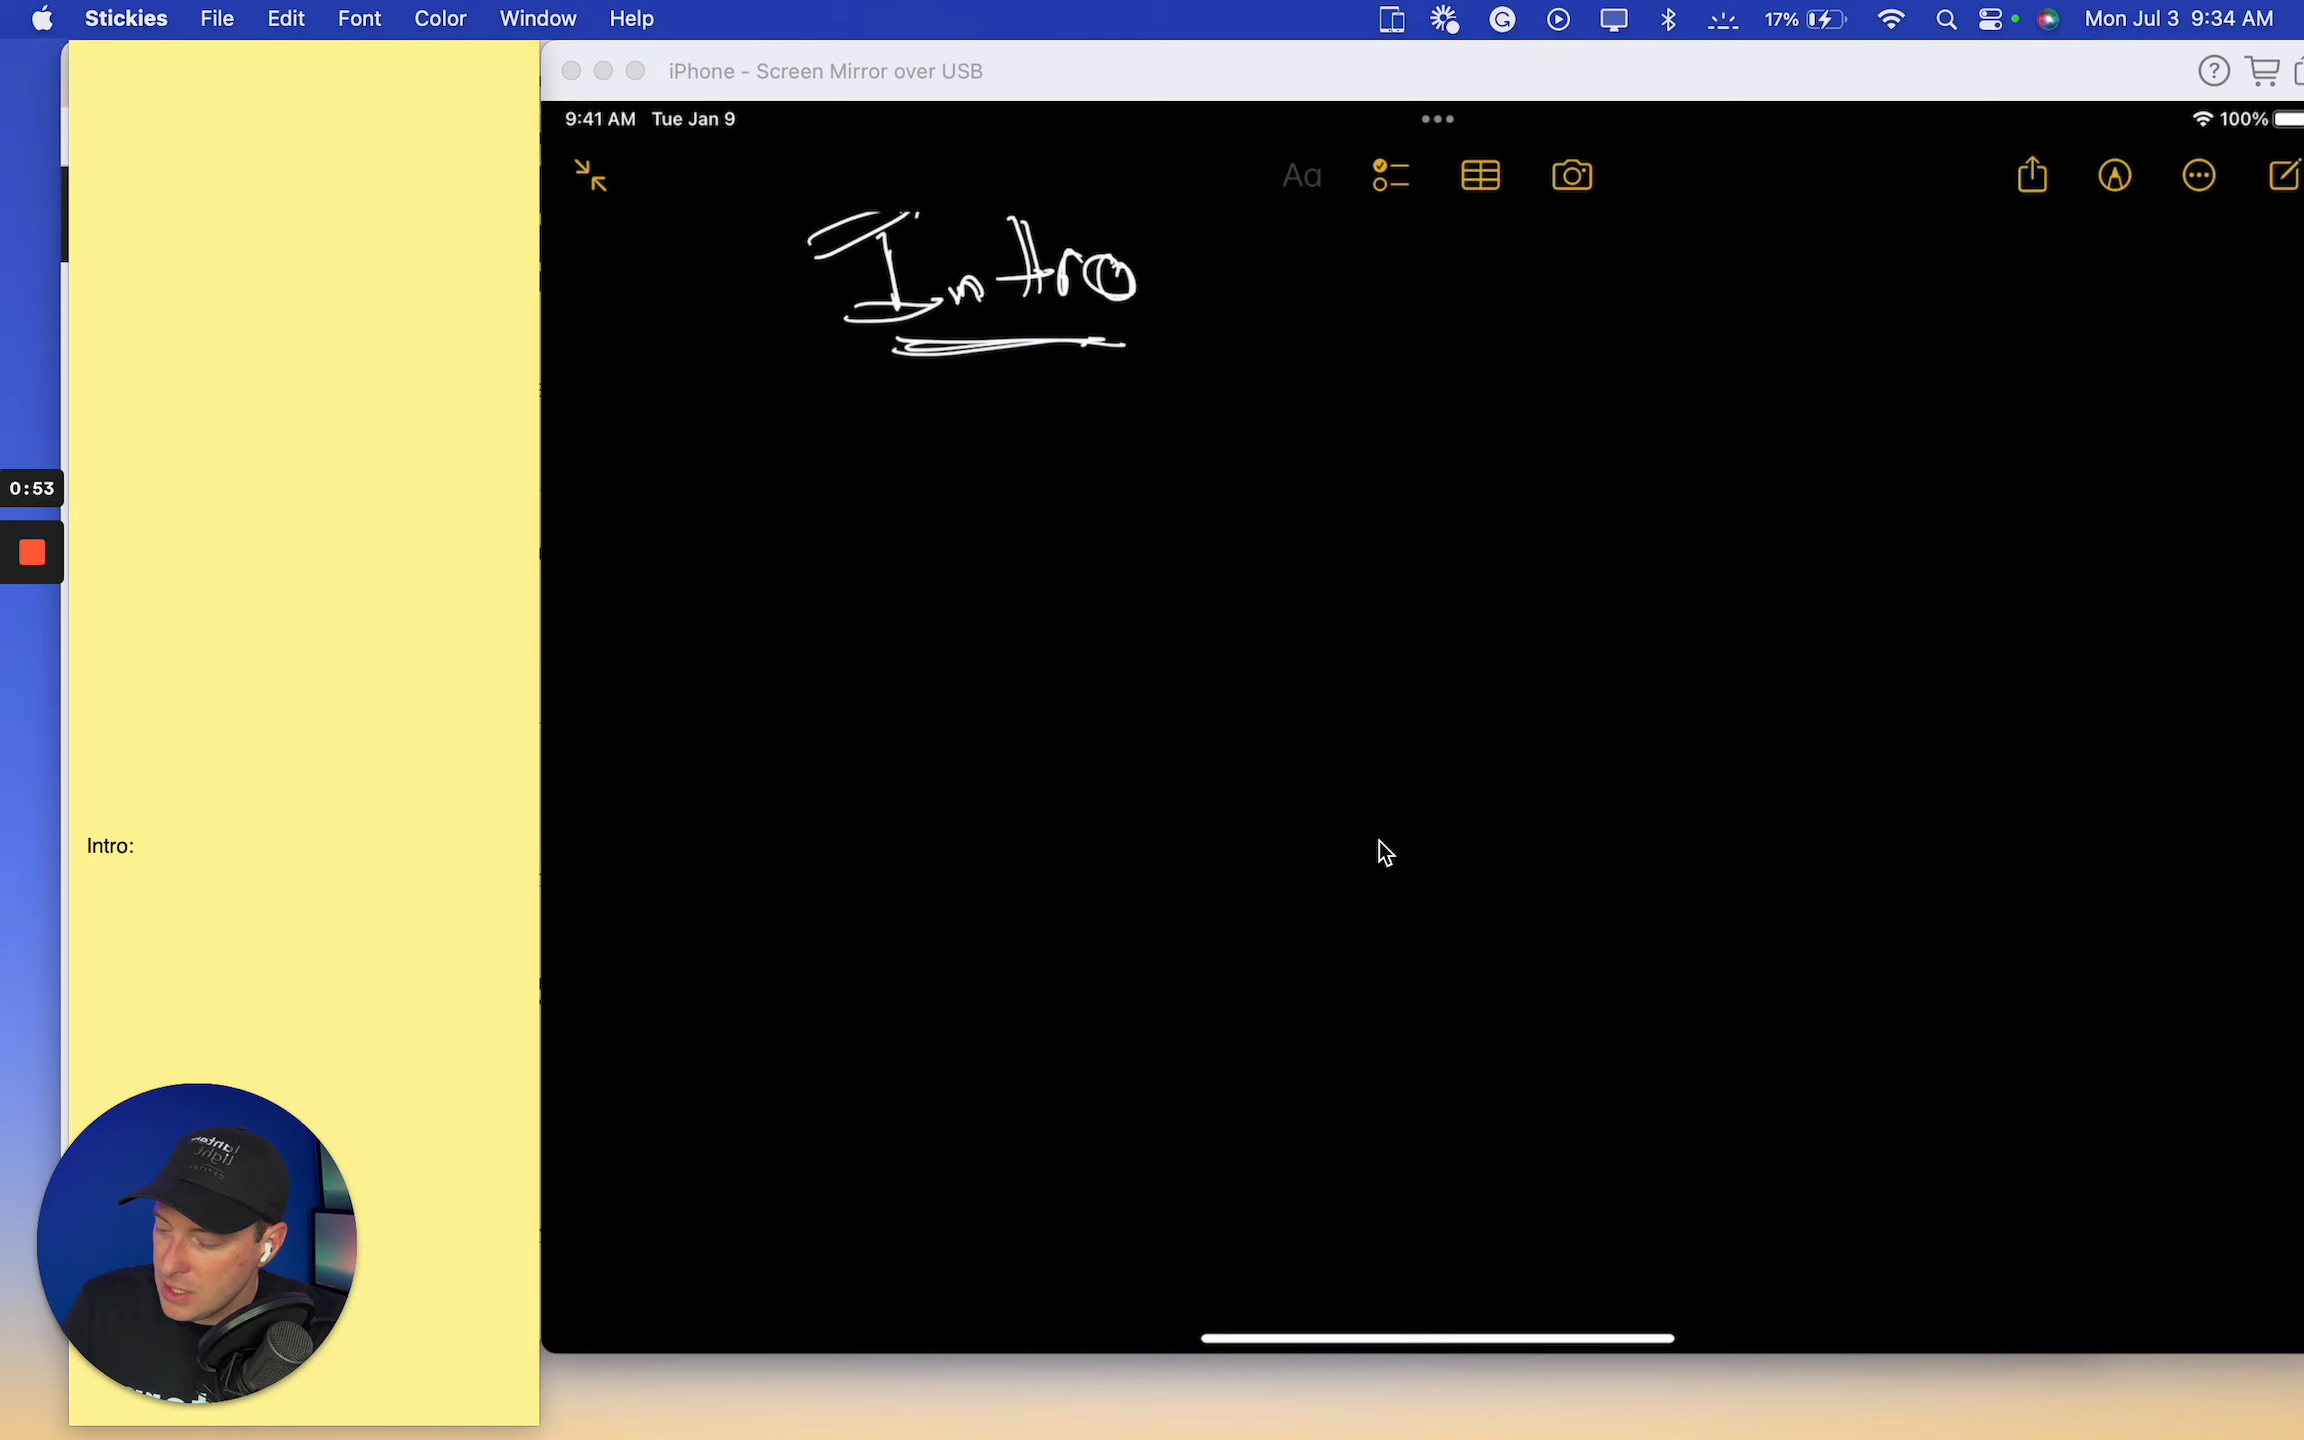 Stickies File Edit Font Color Window Help 17% Mon Jul 3 9:34 AM
iPhone - Screen Mirror over USB
9:41 AM Tue Jan 9 100%
Aa
Intro
0:53
Intro: